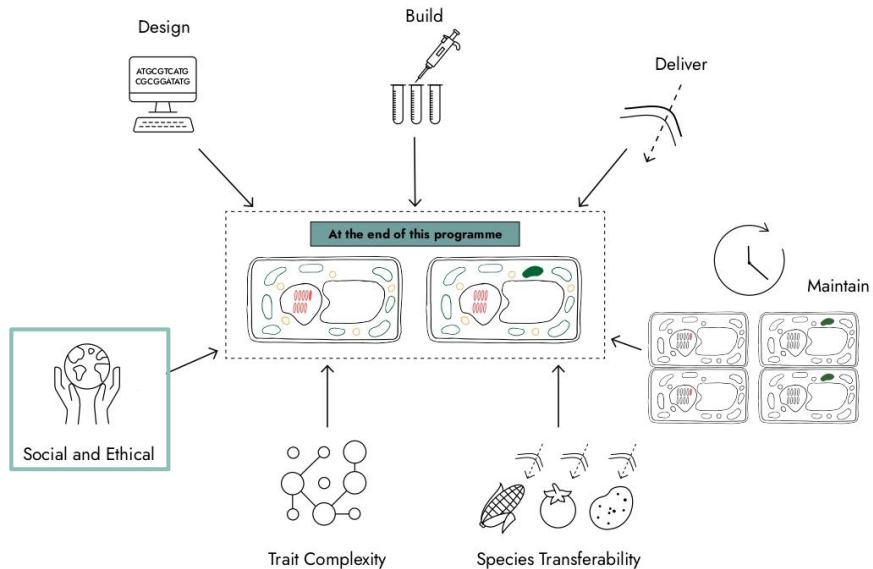 Design
Build
Deliver
ATGCGTCATG
CGCGGATATG
At the end of this programme
Maintain
Social and Ethical
Trait Complexity
Species Transferability